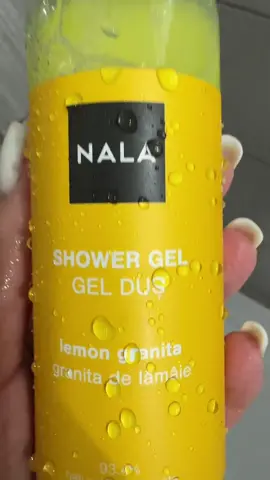 NALA
SHOWER GEL
GEL DUȘ
lemon granita
granita de lămâie